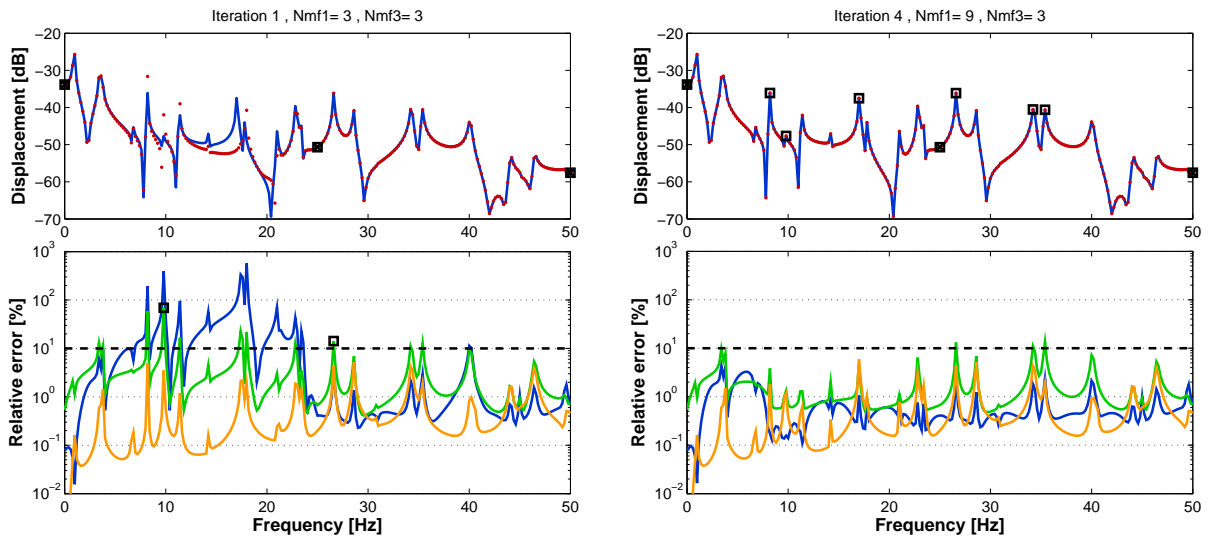 Iteration 1 , Nmf1= 3 , Nmf3= 3
Displacement [dB]
−20
−30
−40
−50
−60
−70
0 10 20 30 40 50
Relative error [%]
10^3
10^2
10^1
10^0
10^−1
10^−2
0 10 20 30 40 50
Frequency [Hz]
Iteration 4 , Nmf1= 9 , Nmf3= 3
Displacement [dB]
−20
−30
−40
−50
−60
−70
0 10 20 30 40 50
Relative error [%]
10^3
10^2
10^1
10^0
10^−1
10^−2
0 10 20 30 40 50
Frequency [Hz]